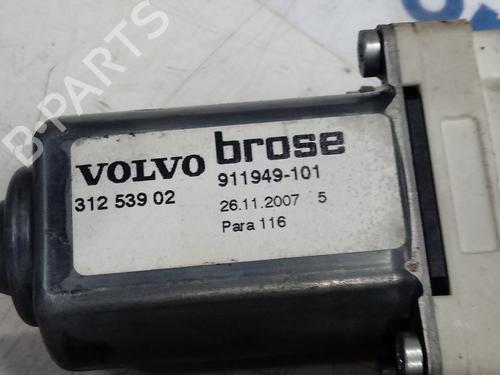 VOLVO brose
312 539 02 911949-101
26.11.2007 5
Para 116
B-PARTS